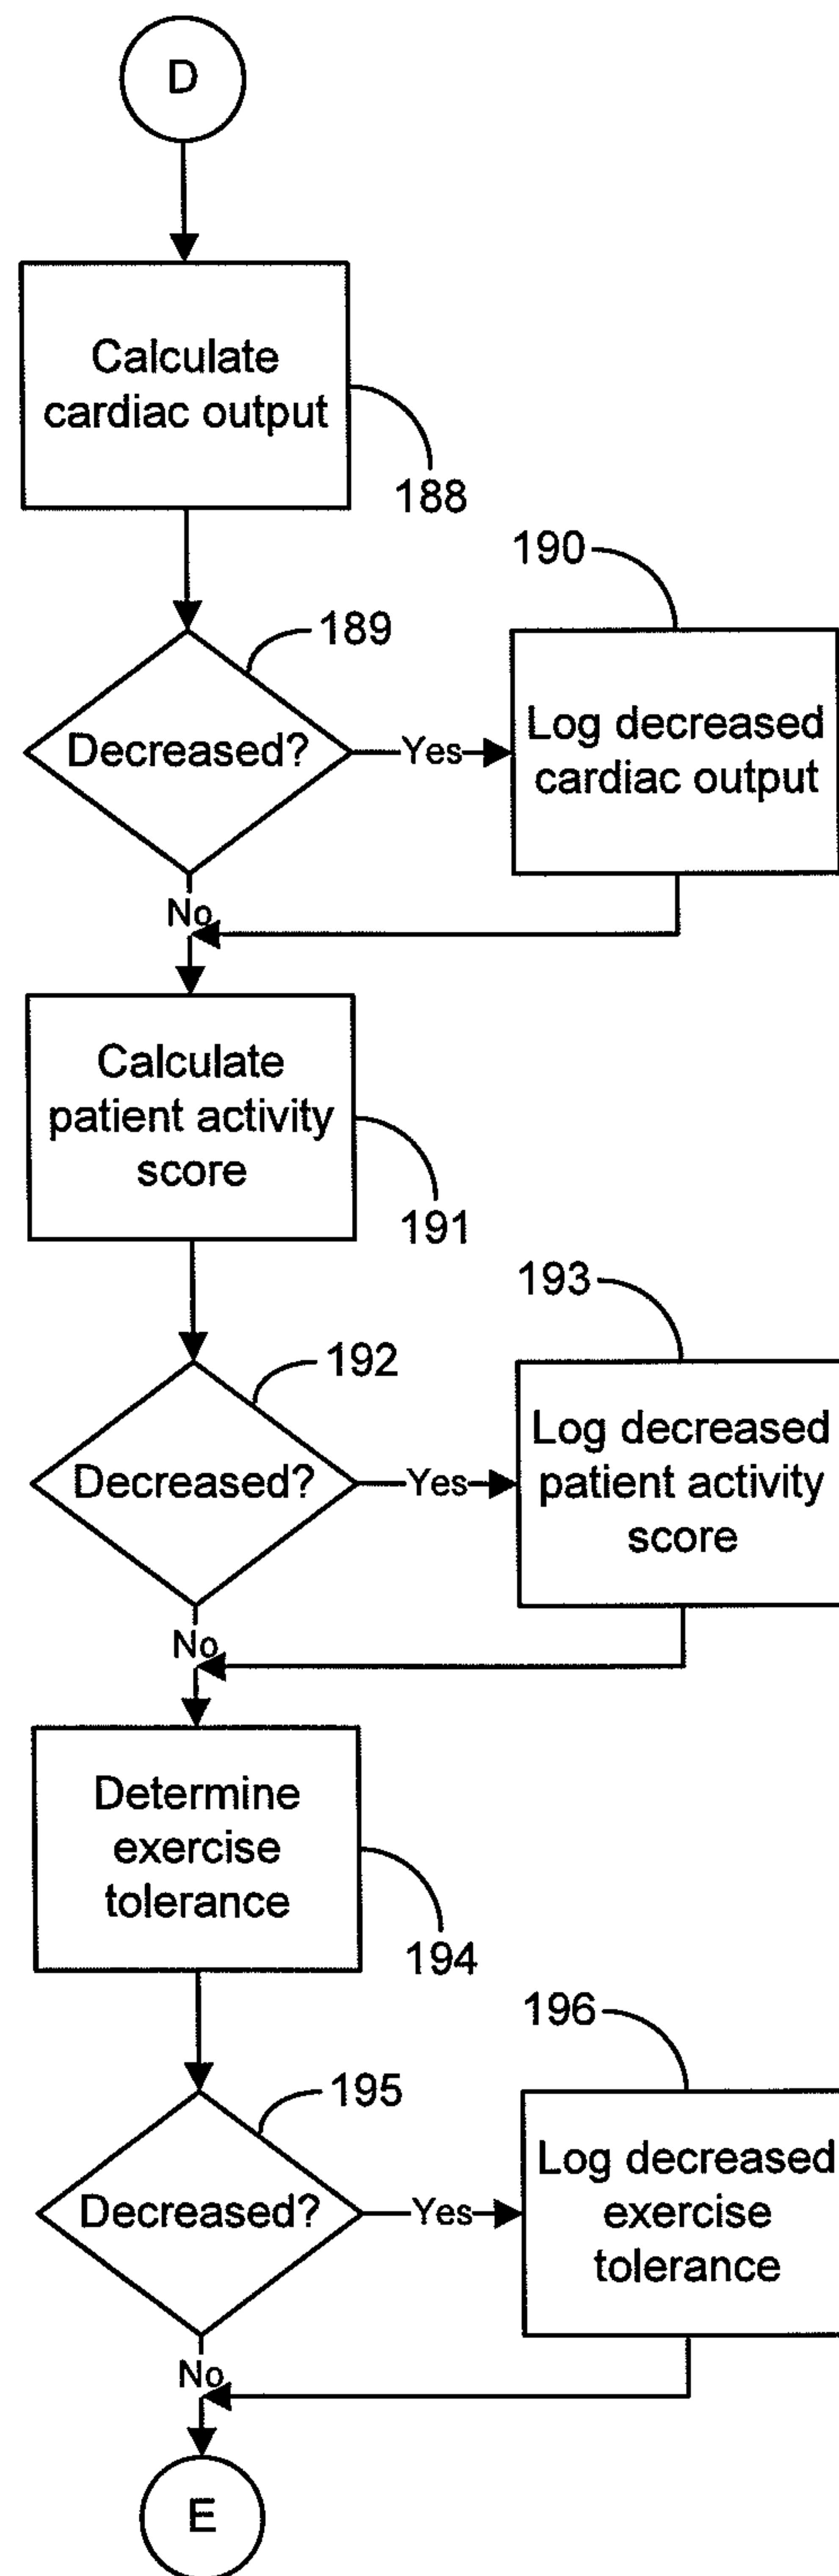 D
Calculate
cardiac output
188
190
189
Decreased?
Yes
Log decreased
cardiac output
No
Calculate
patient activity
score
191
193
192
Decreased?
Yes
Log decreased
patient activity
score
No
Determine
exercise
tolerance
194
196
195
Decreased?
Yes
Log decreased
exercise
tolerance
No
E